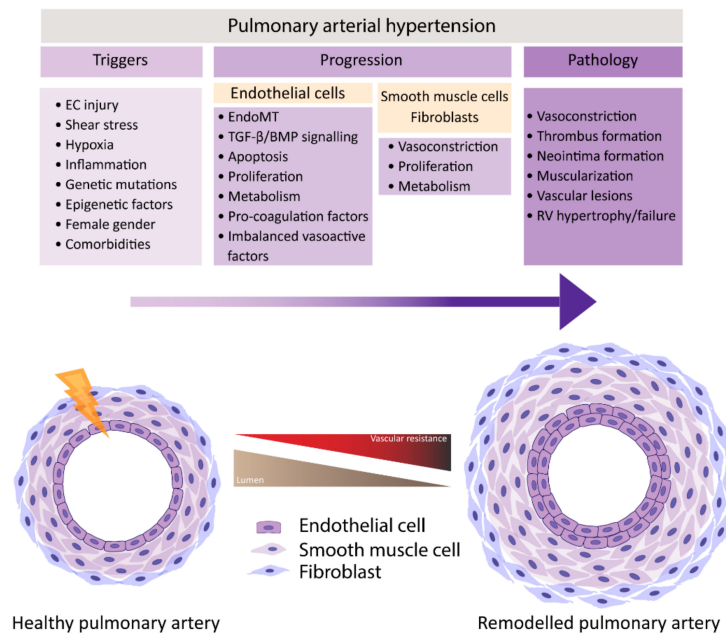 Pulmonary arterial hypertension
Triggers
Progression
Pathology
• EC injury
• Shear stress
• Hypoxia
• Inflammation
• Genetic mutations
• Epigenetic factors
• Female gender
• Comorbidities
Endothelial cells
• EndoMT
• TGF-β/BMP signalling
• Apoptosis
• Proliferation
• Metabolism
• Pro-coagulation factors
• Imbalanced vasoactive
factors
Smooth muscle cells
Fibroblasts
• Vasoconstriction
• Proliferation
• Metabolism
• Vasoconstriction
• Thrombus formation
• Neointima formation
• Muscularization
• Vascular lesions
• RV hypertrophy/failure
Vascular resistance
Lumen
Endothelial cell
Smooth muscle cell
Fibroblast
Healthy pulmonary artery
Remodelled pulmonary artery